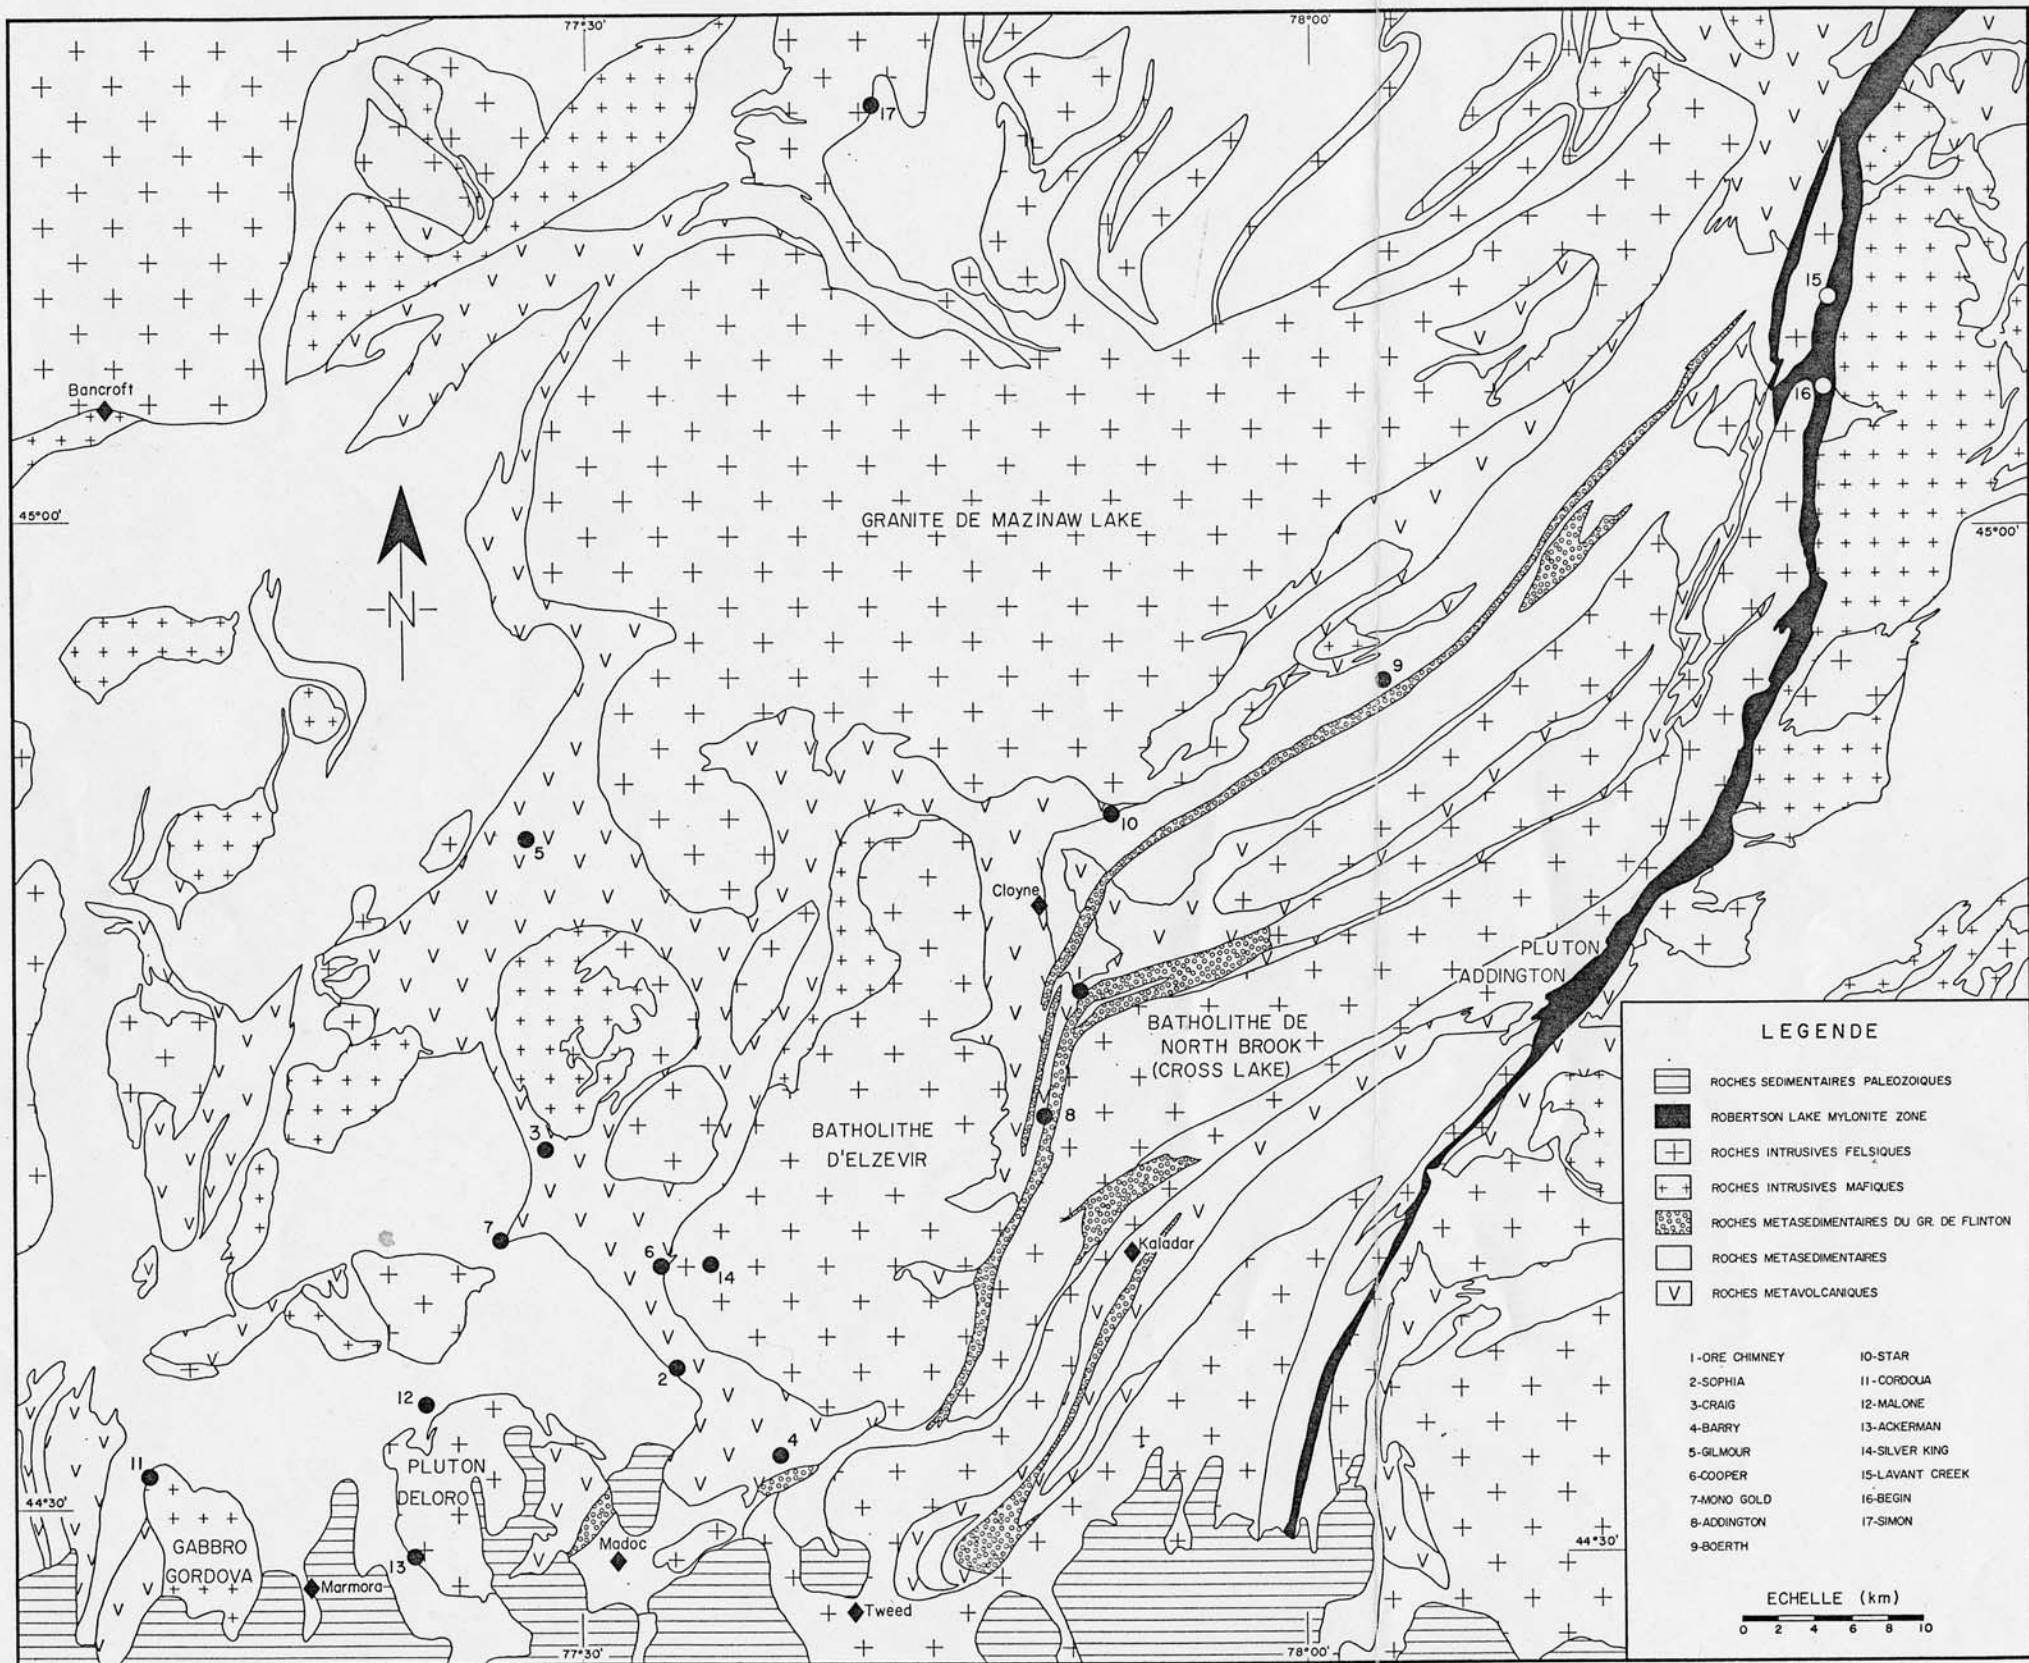 77°30'
78°00'
17
15
16
Bancroft
45°00'
45°00'
GRANITE DE MAZINAW LAKE
-N-
9
10
5
Cloyne
1
PLUTON
ADDINGTON
BATHOLITHE DE
NORTH BROOK
(CROSS LAKE)
8
BATHOLITHE
D'ELZEVIR
3
7
6
14
Kaladar
2
12
4
11
PLUTON
DELORO
44°30'
GABBRO
GORDOVA
13
Marmora
Madoc
Tweed
44°30'
77°30'
78°00'
LEGENDE
ROCHES SEDIMENTAIRES PALEOZOIQUES
ROBERTSON LAKE MYLONITE ZONE
ROCHES INTRUSIVES FELSIQUES
ROCHES INTRUSIVES MAFIQUES
ROCHES METASEDIMENTAIRES DU GR. DE FLINTON
ROCHES METASEDIMENTAIRES
V ROCHES METAVOLCANIQUES
1-ORE CHIMNEY
2-SOPHIA
3-CRAIG
4-BARRY
5-GILMOUR
6-COOPER
7-MONO GOLD
8-ADDINGTON
9-BOERTH
10-STAR
11-CORDOUA
12-MALONE
13-ACKERMAN
14-SILVER KING
15-LAVANT CREEK
16-BEGIN
17-SIMON
ECHELLE (km)
0 2 4 6 8 10